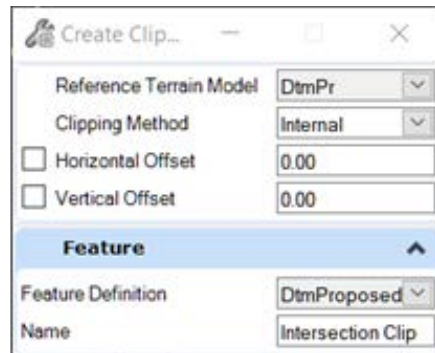 Create Clip...
Reference Terrain Model DtmPr
Clipping Method Internal
Horizontal Offset 0.00
Vertical Offset 0.00
Feature
Feature Definition DtmProposed
Name Intersection Clip